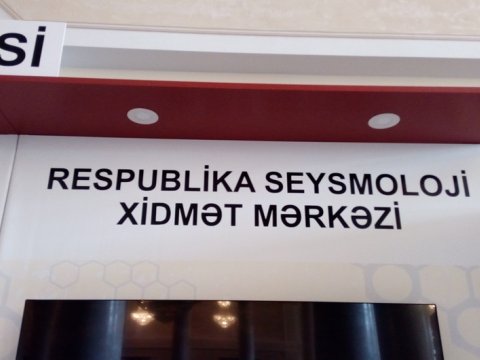 Sİ
RESPUBLİKA SEYSMOLOJİ
XİDMƏT MƏRKƏZİ